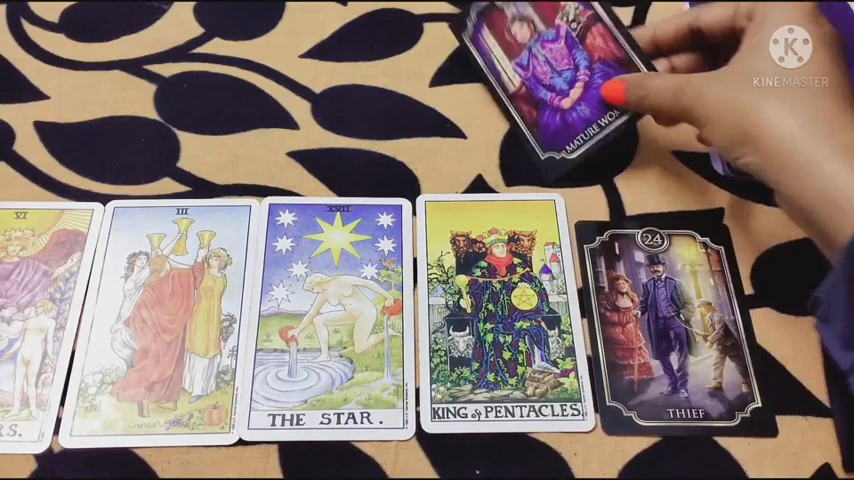 K
KINEMASTER
MATURE WO
VI
III
XVII
24
RS.
THE STAR.
KING of PENTACLES
THIEF